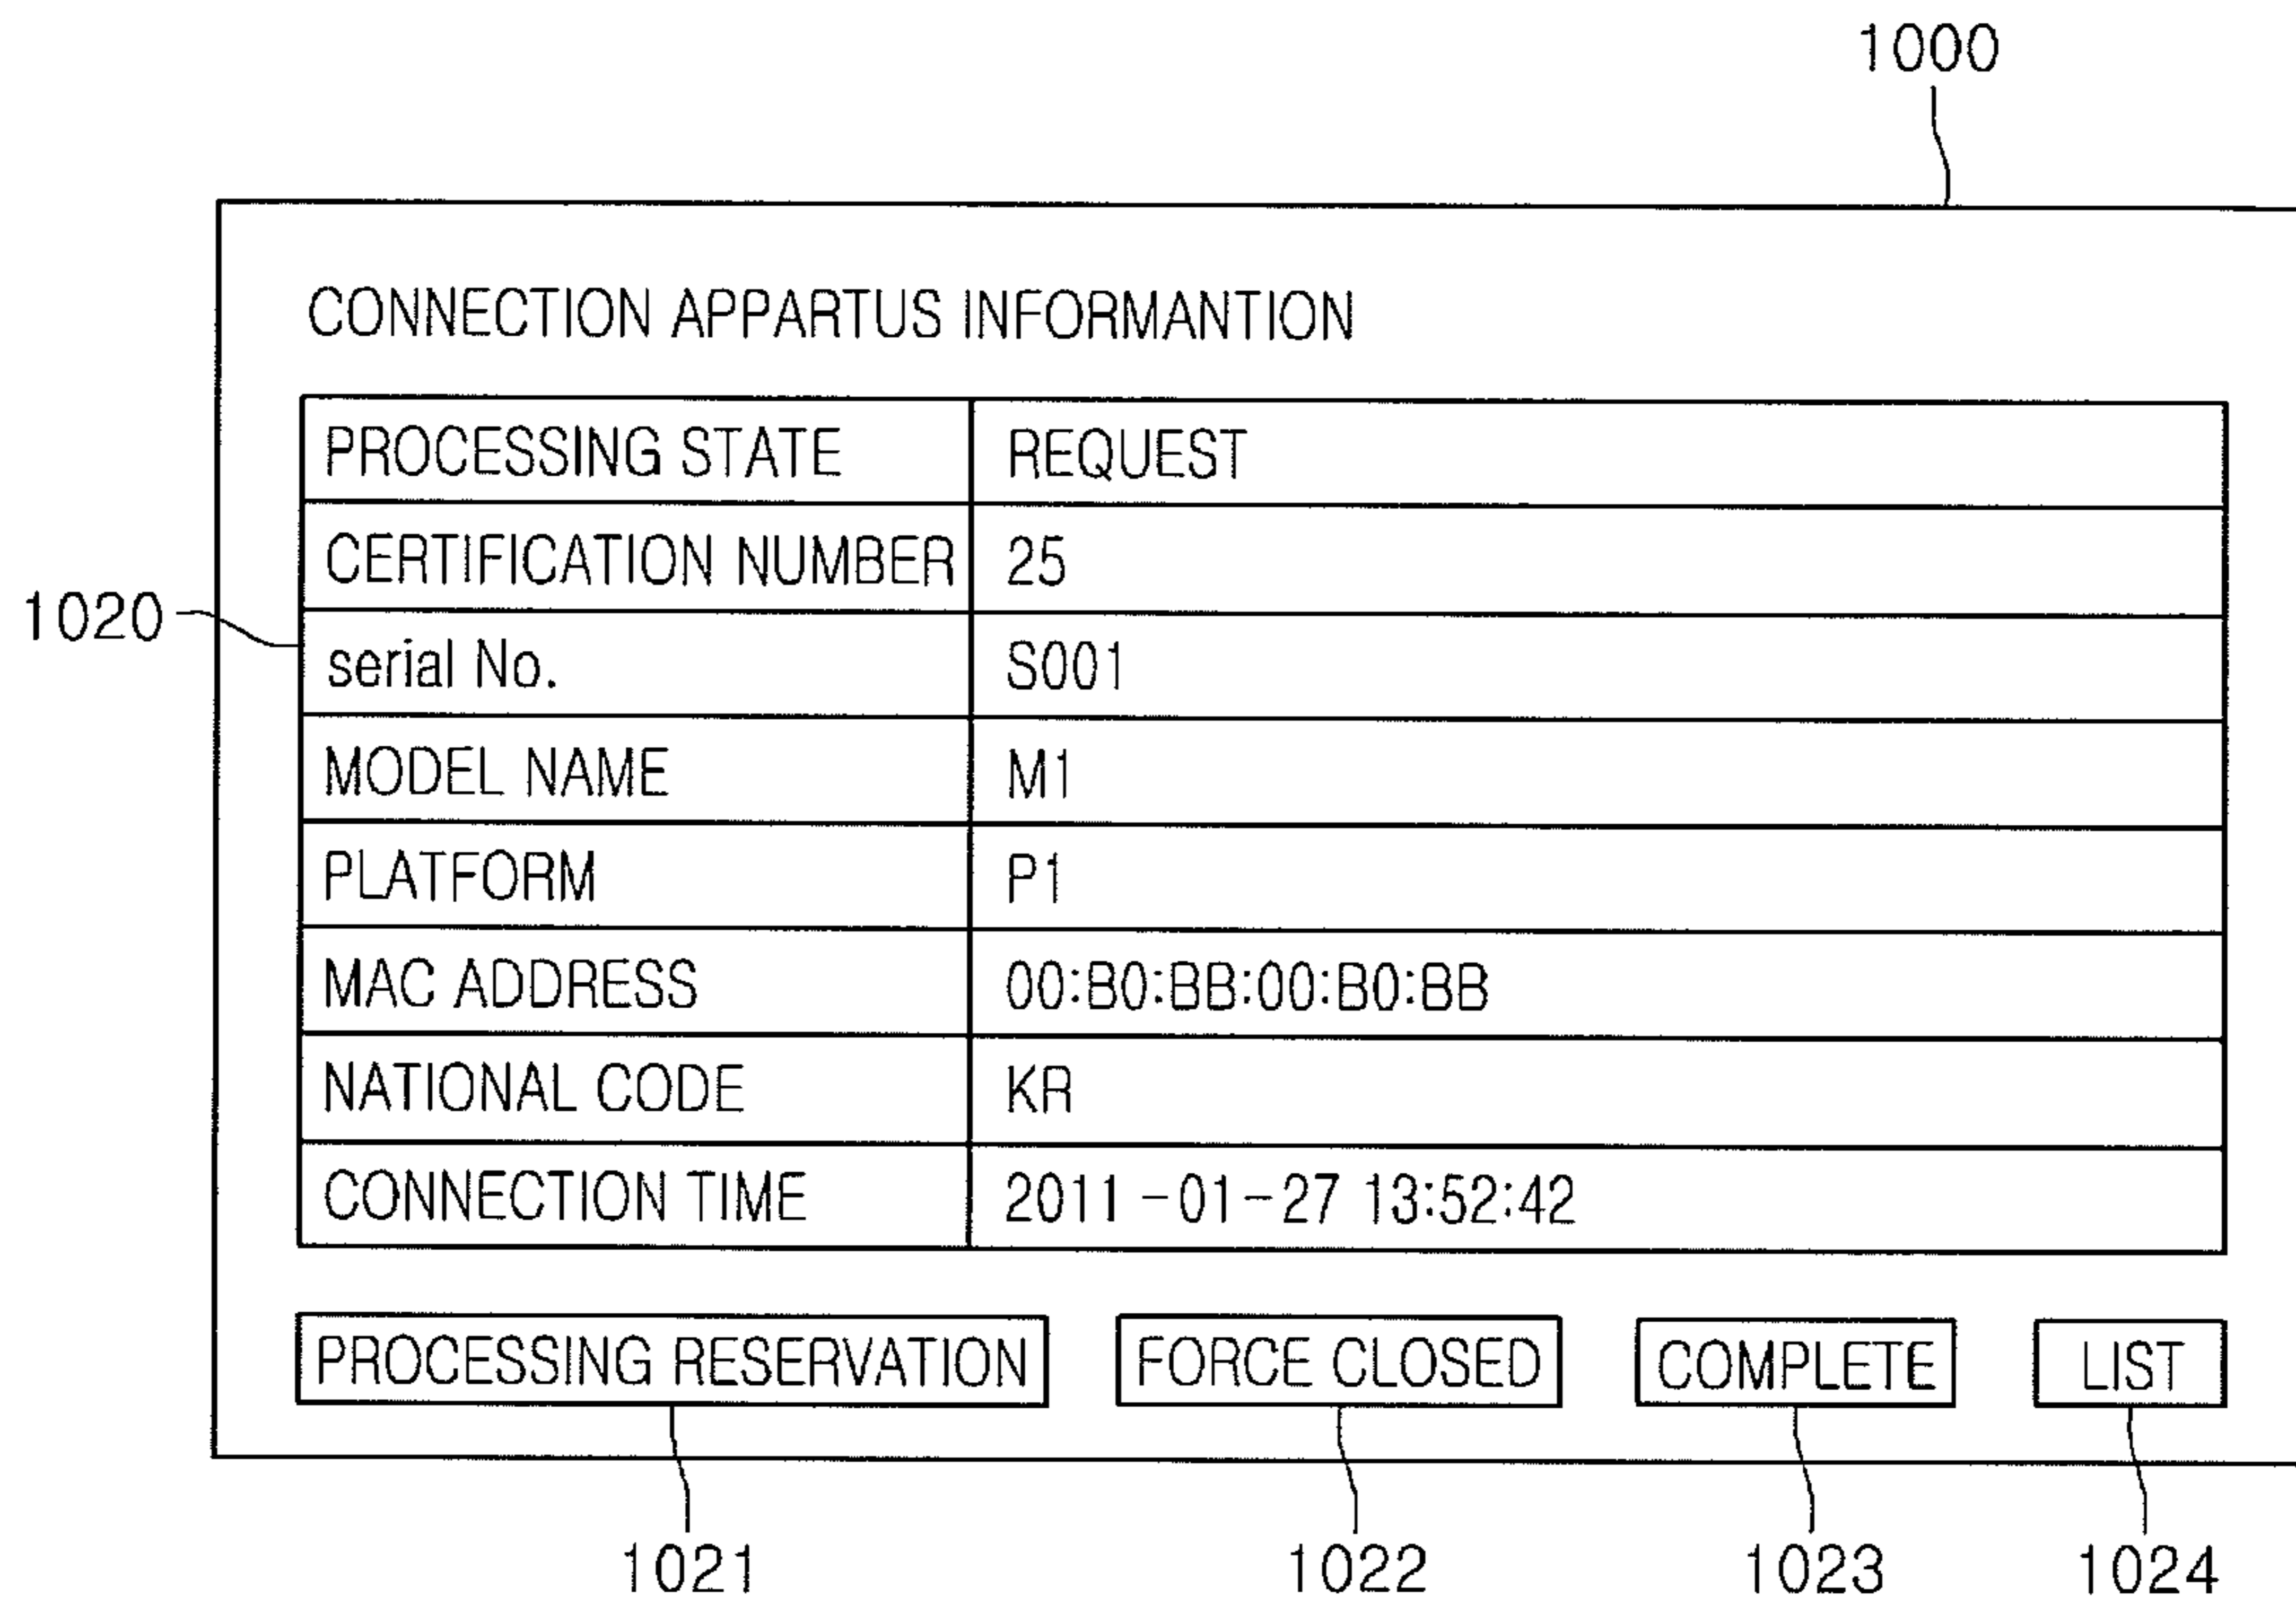 1000
CONNECTION APPARTUS INFORMANTION
PROCESSING STATE REQUEST
CERTIFICATION NUMBER 25
1020
serial No. S001
MODEL NAME M1
PLATFORM P1
MAC ADDRESS 00:B0:BB:00:B0:BB
NATIONAL CODE KR
CONNECTION TIME 2011-01-27 13:52:42
PROCESSING RESERVATION FORCE CLOSED COMPLETE LIST
1021 1022 1023 1024